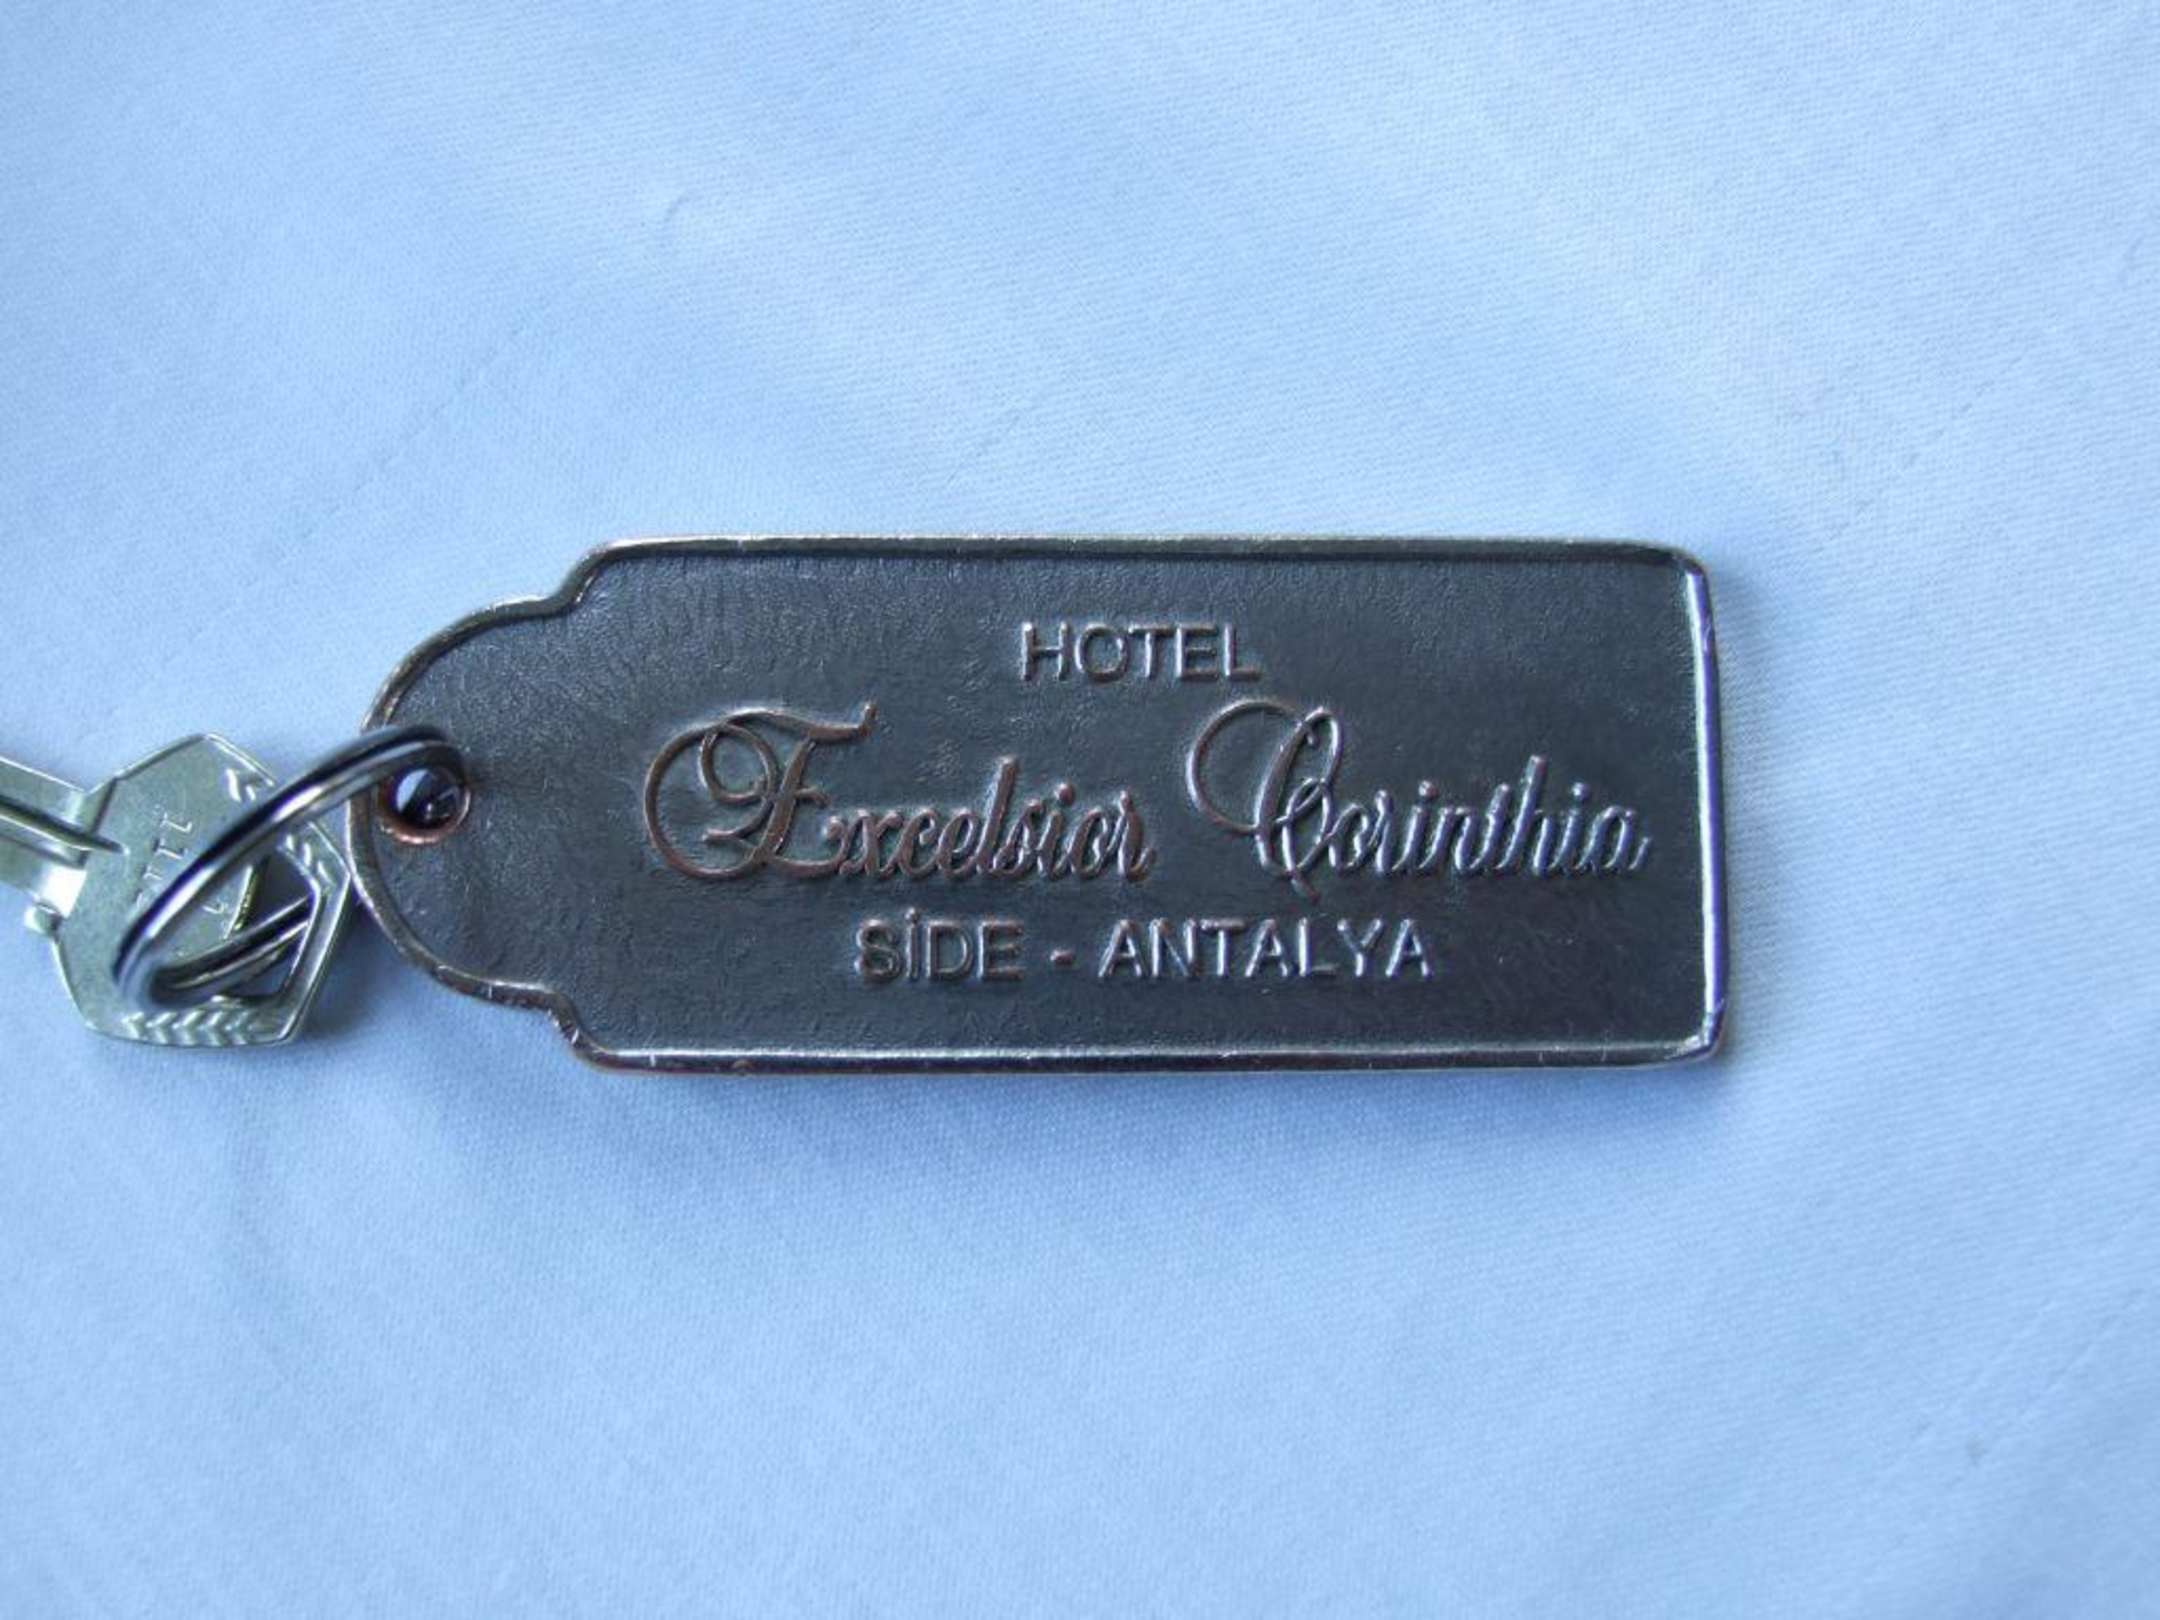 HOTEL
Excelsior Corinthia
SİDE - ANTALYA